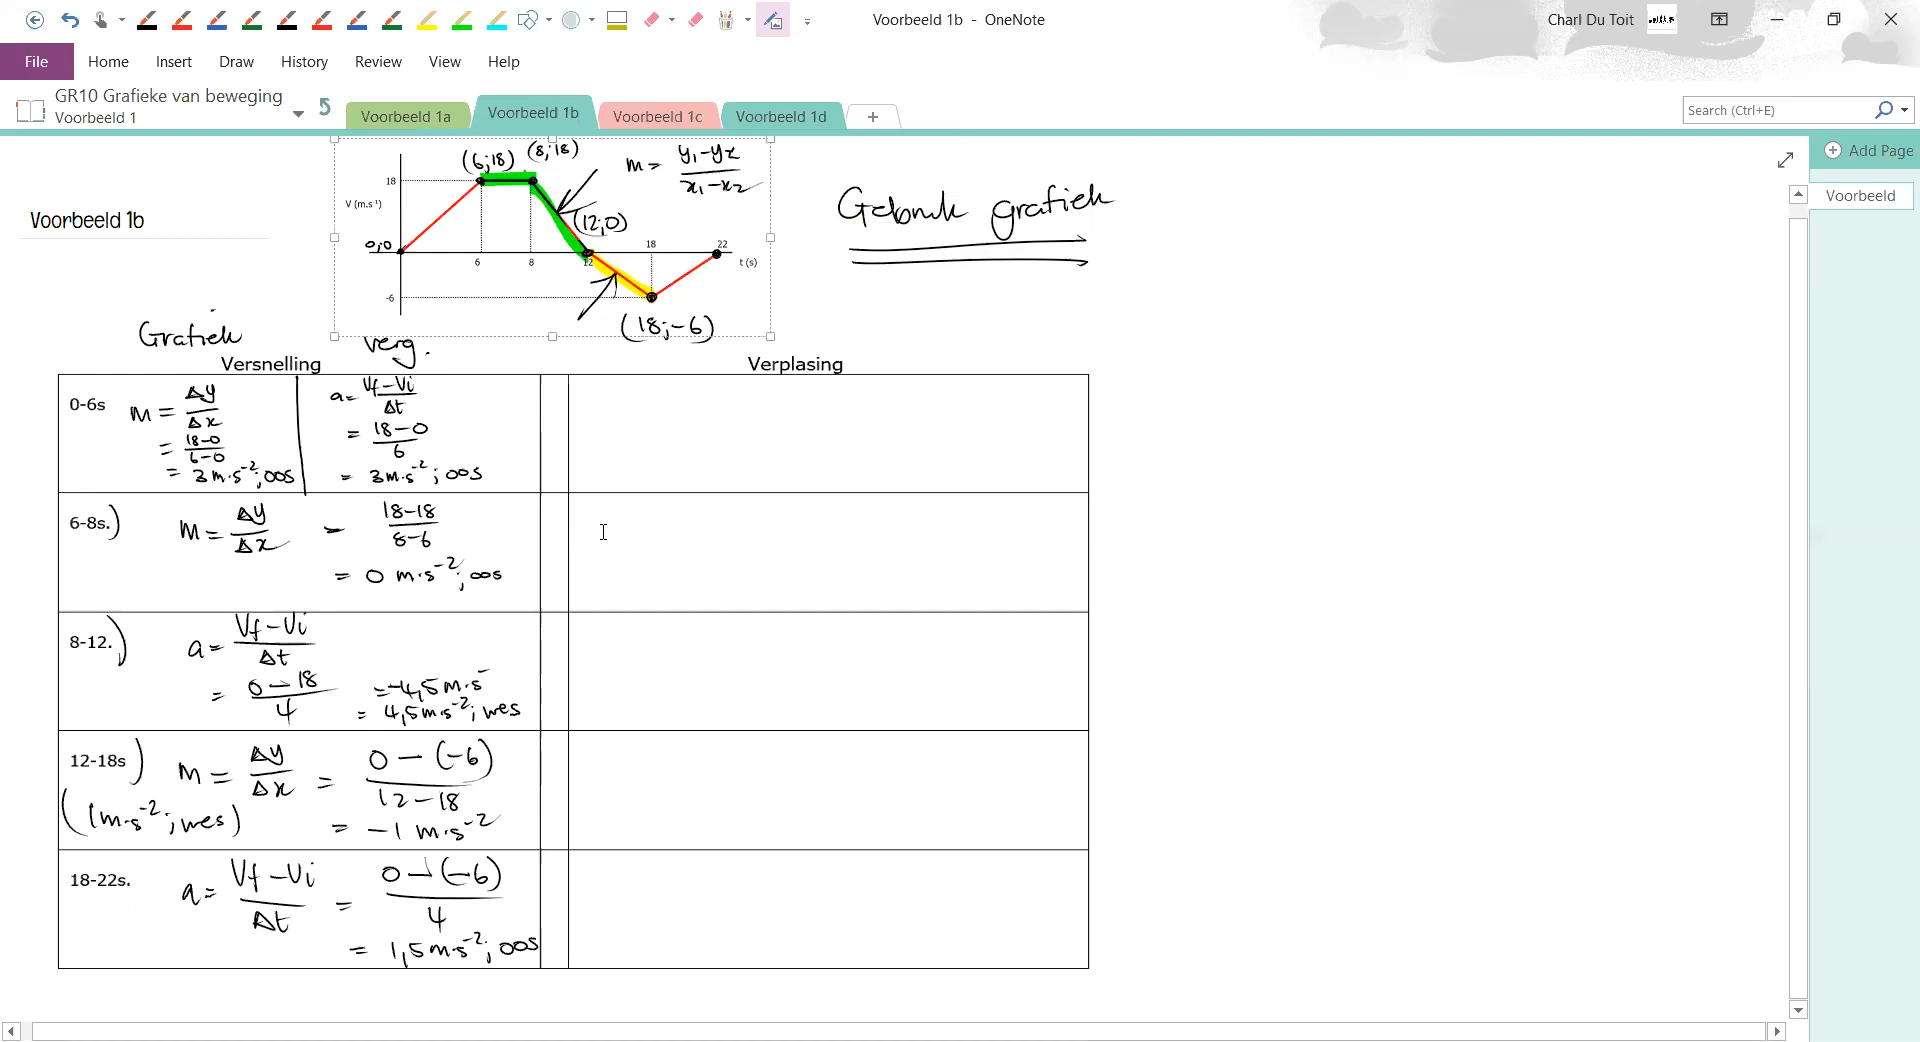 Voorbeeld 1b - OneNote
Charl Du Toit
File Home Insert Draw History Review View Help
GR10 Grafieke van beweging
Voorbeeld 1
Voorbeeld 1a Voorbeeld 1b Voorbeeld 1c Voorbeeld 1d +
Search (Ctrl+E)
Add Page
Voorbeeld
Voorbeeld 1b
(6;18) (8;18)
m = y₁-y₂
x₁-x₂
18
V (m.s⁻¹)
(12;0)
0;0
18 22
6 8 12 t (s)
-6
(18;-6)
Gebruik grafiek
Grafiek verg.
Versnelling Verplasing
0-6s
m = Δy
Δx
= 18-0
6-0
= 3 m·s⁻²; oos
a = Vf-Vi
Δt
= 18-0
6
= 3 m·s⁻²; oos
6-8s.)
m = Δy
Δx
= 18-18
8-6
= 0 m·s⁻²; oos
8-12.)
a = Vf-Vi
Δt
= 0-18
4
= -4,5 m·s⁻
= 4,5 m·s⁻²; wes
12-18s)
m = Δy = 0-(-6)
Δx 12-18
= -1 m·s⁻²
(1 m·s⁻²; wes)
18-22s.
a = Vf-Vi = 0-(-6)
Δt 4
= 1,5 m·s⁻²; oos